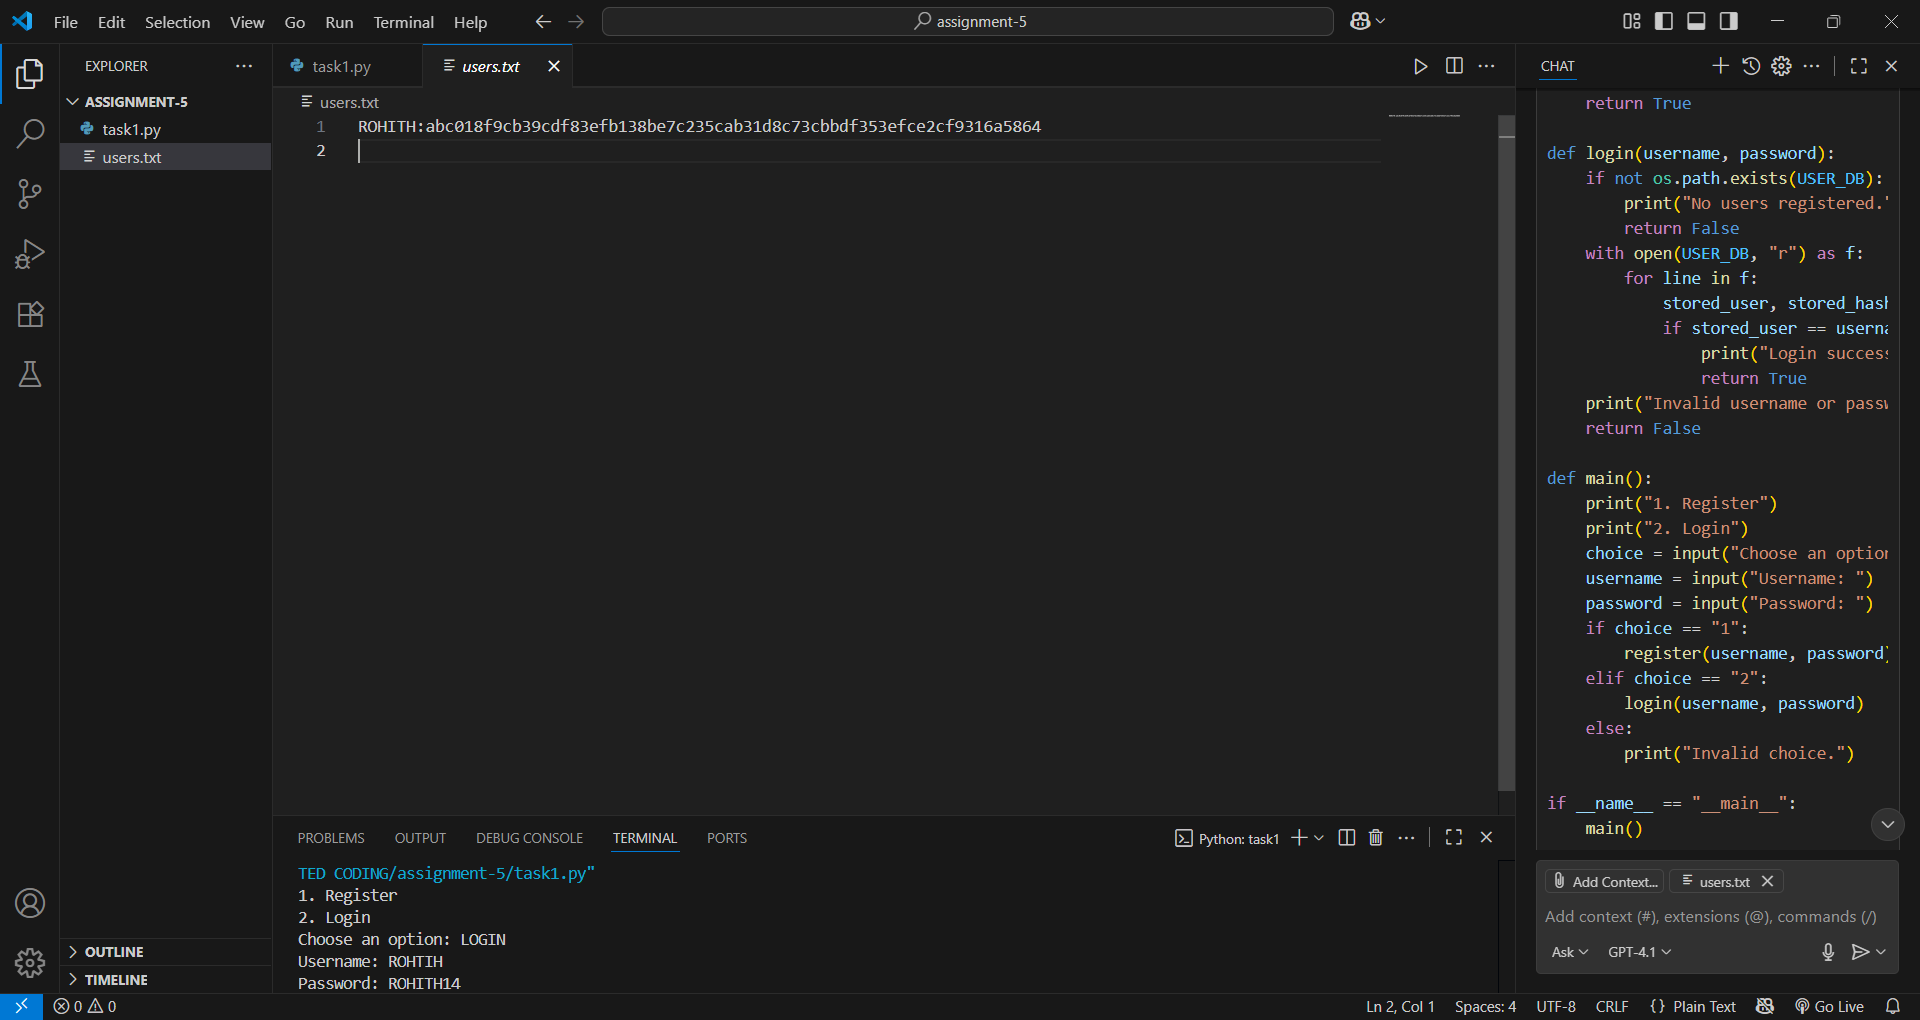 File Edit Selection View Go Run Terminal Help
assignment-5
EXPLORER
ASSIGNMENT-5
task1.py
users.txt
OUTLINE
TIMELINE
task1.py
users.txt
users.txt
1 ROHITH:abc018f9cb39cdf83efb138be7c235cab31d8c73cbbdf353efce2cf9316a5864
2
PROBLEMS OUTPUT DEBUG CONSOLE TERMINAL PORTS
Python: task1
TED CODING/assignment-5/task1.py"
1. Register
2. Login
Choose an option: LOGIN
Username: ROHTIH
Password: ROHITH14
CHAT
return True
def login(username, password):
if not os.path.exists(USER_DB):
print("No users registered."
return False
with open(USER_DB, "r") as f:
for line in f:
stored_user, stored_hash
if stored_user == userna
print("Login success
return True
print("Invalid username or passw
return False
def main():
print("1. Register")
print("2. Login")
choice = input("Choose an option
username = input("Username: ")
password = input("Password: ")
if choice == "1":
register(username, password)
elif choice == "2":
login(username, password)
else:
print("Invalid choice.")
if __name__ == "__main__":
main()
Add Context...
users.txt
Add context (#), extensions (@), commands (/)
Ask
GPT-4.1
0 0
Ln 2, Col 1
Spaces: 4
UTF-8
CRLF
{} Plain Text
Go Live